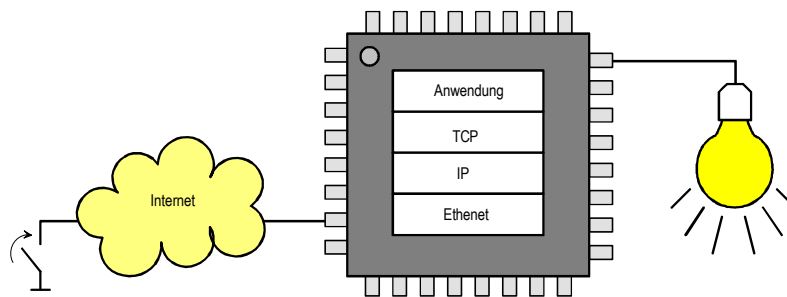 Anwendung
TCP
IP
Internet
Ethenet